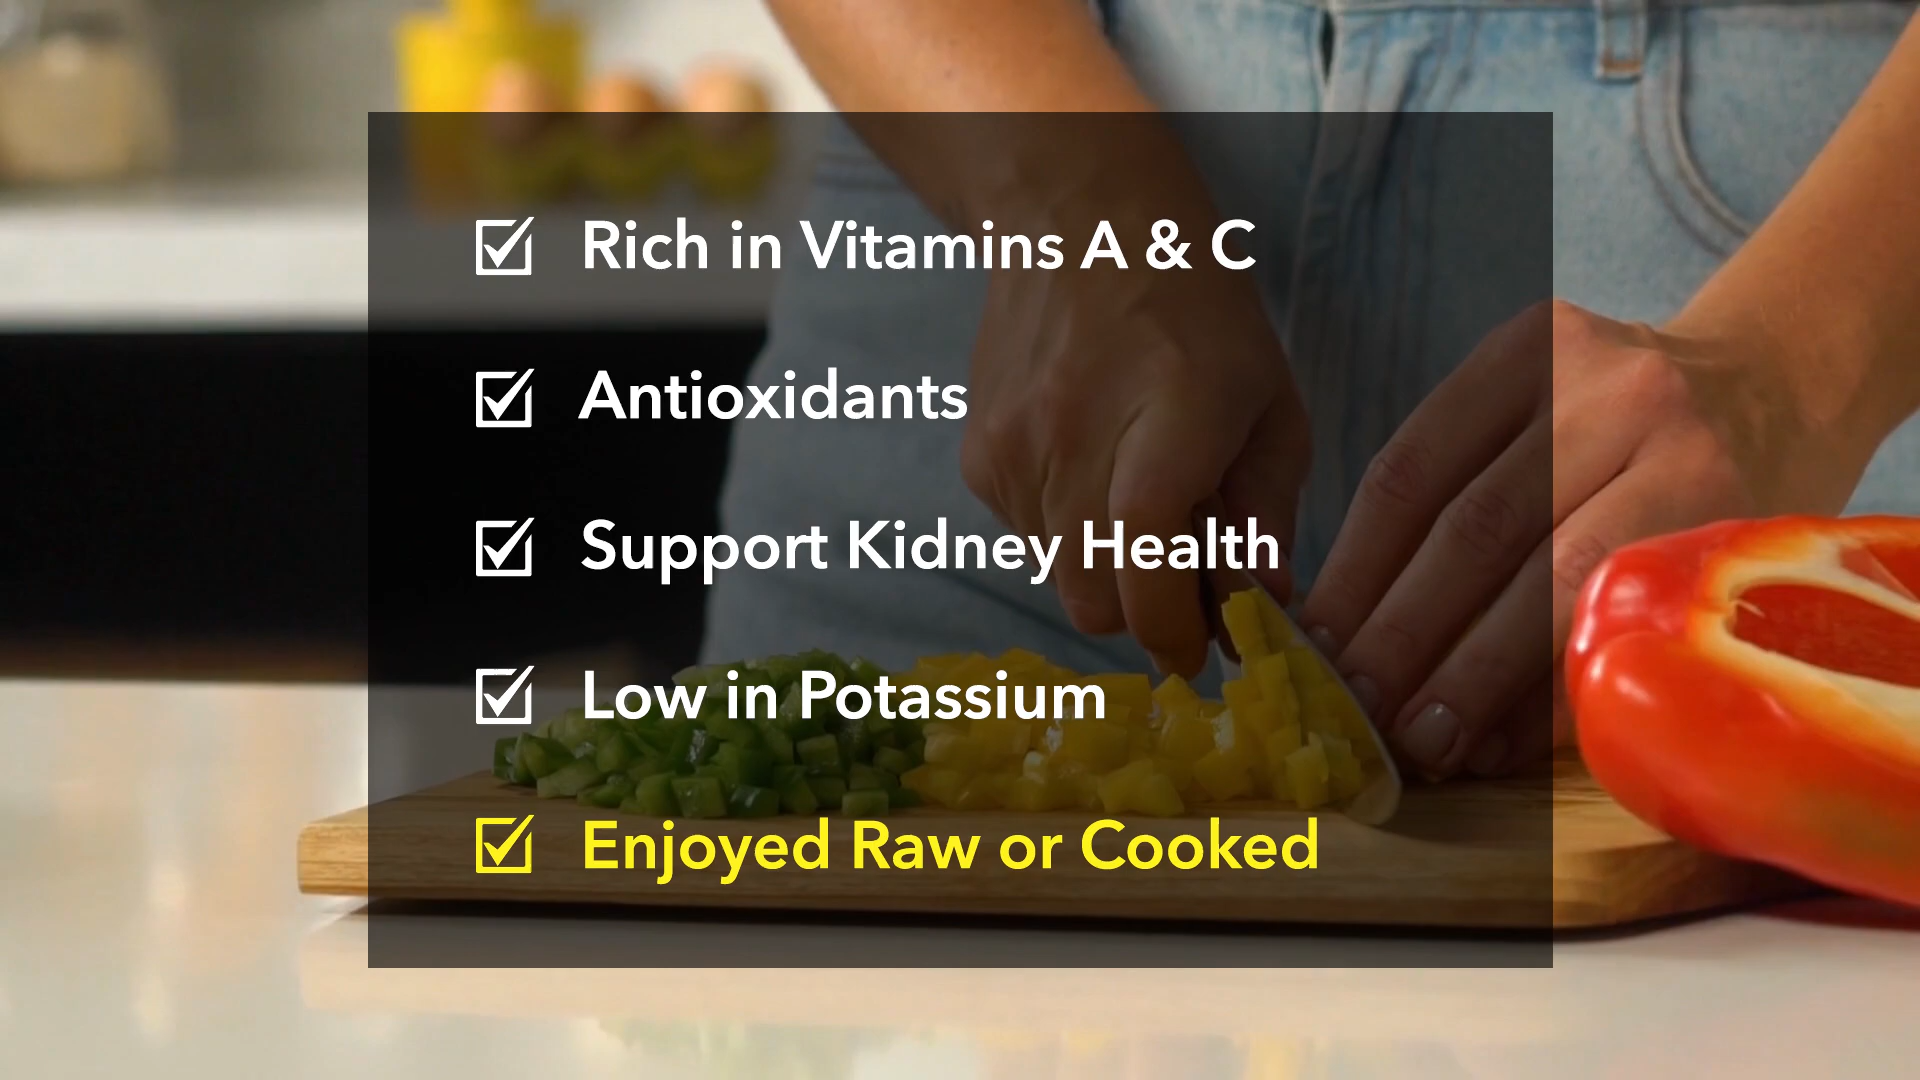 Rich in Vitamins A & C
Antioxidants
Support Kidney Health
Low in Potassium
Enjoyed Raw or Cooked